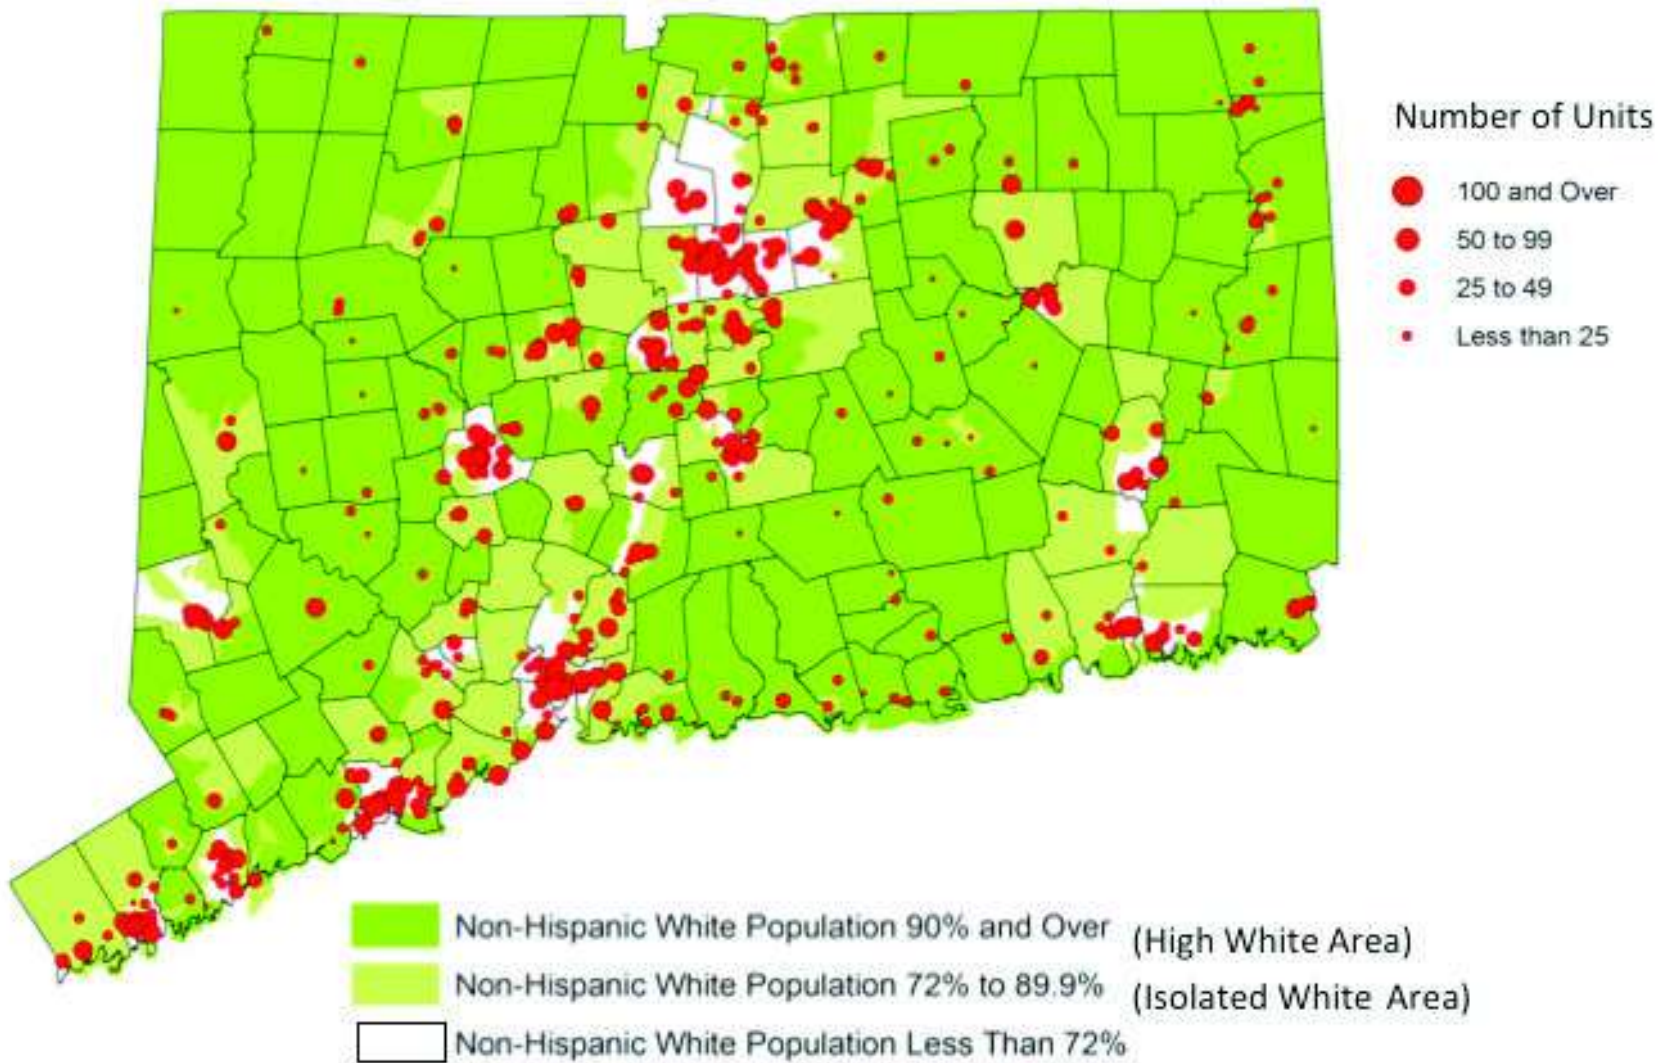 Number of Units
100 and Over
50 to 99
25 to 49
Less than 25
Non-Hispanic White Population 90% and Over (High White Area)
Non-Hispanic White Population 72% to 89.9% (Isolated White Area)
Non-Hispanic White Population Less Than 72%